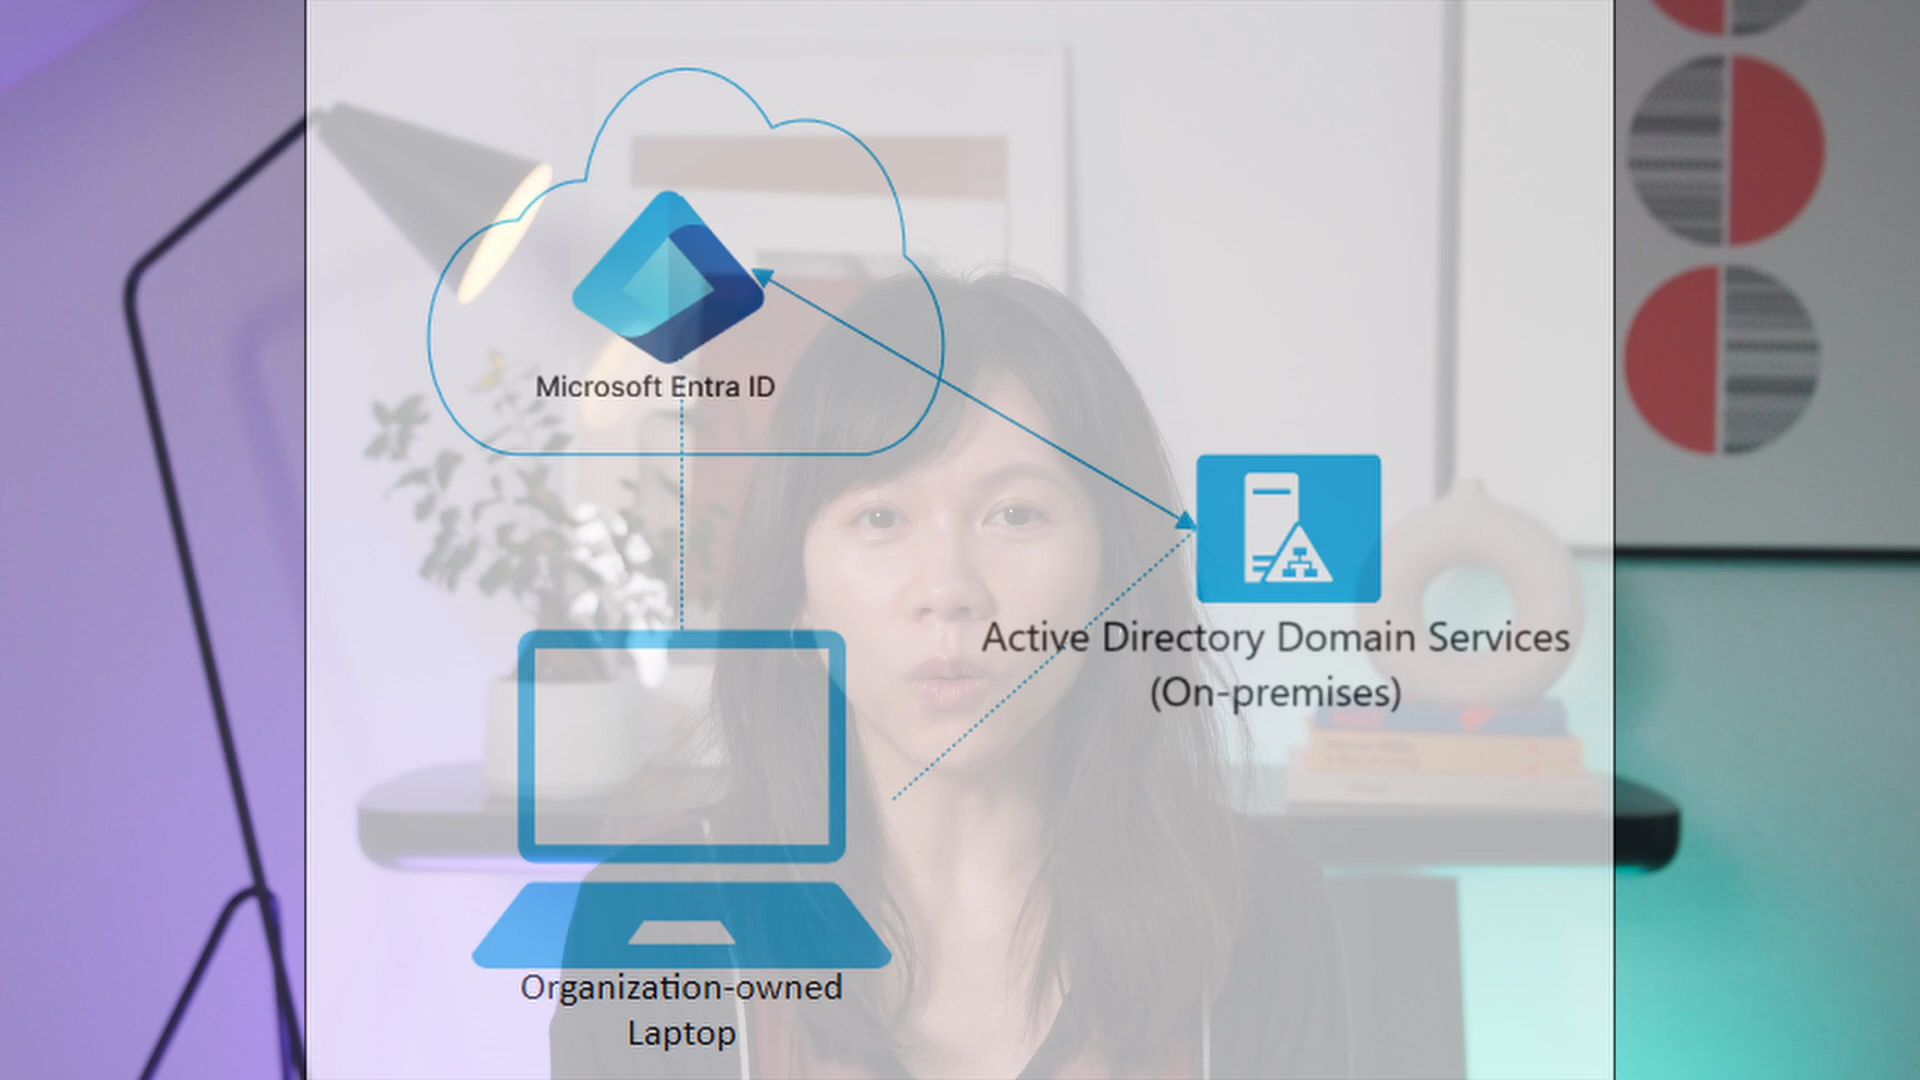 Microsoft Entra ID
Active Directory Domain Services
(On-premises)
Organization-owned
Laptop